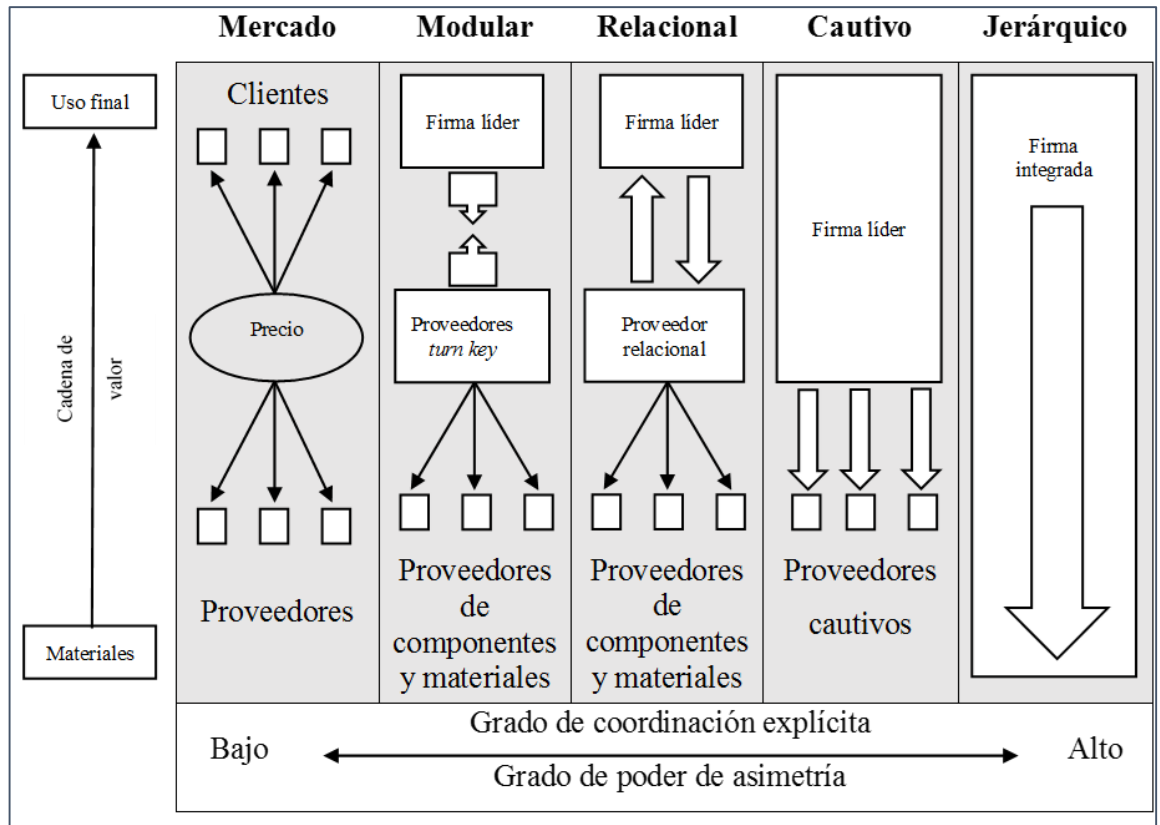 Mercado
Modular
Relacional
Cautivo
Jerárquico
Uso final
Cadena de
valor
Materiales
Clientes
Precio
Proveedores
Firma líder
Proveedores
turn key
Proveedores
de
componentes
y materiales
Firma líder
Proveedor
relacional
Proveedores
de
componentes
y materiales
Firma líder
Proveedores
cautivos
Firma
integrada
Grado de coordinación explícita
Bajo
Alto
Grado de poder de asimetría